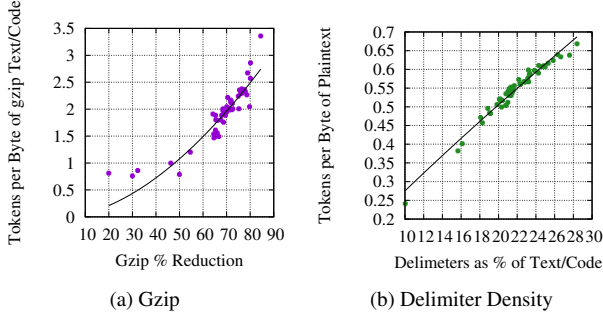 Tokens per Byte of gzip Text/Code
3.5
3
2.5
2
1.5
1
0.5
0
10 20 30 40 50 60 70 80 90
Gzip % Reduction
(a) Gzip
Tokens per Byte of Plaintext
0.7
0.65
0.6
0.55
0.5
0.45
0.4
0.35
0.3
0.25
0.2
10 12 14 16 18 20 22 24 26 28 30
Delimeters as % of Text/Code
(b) Delimiter Density